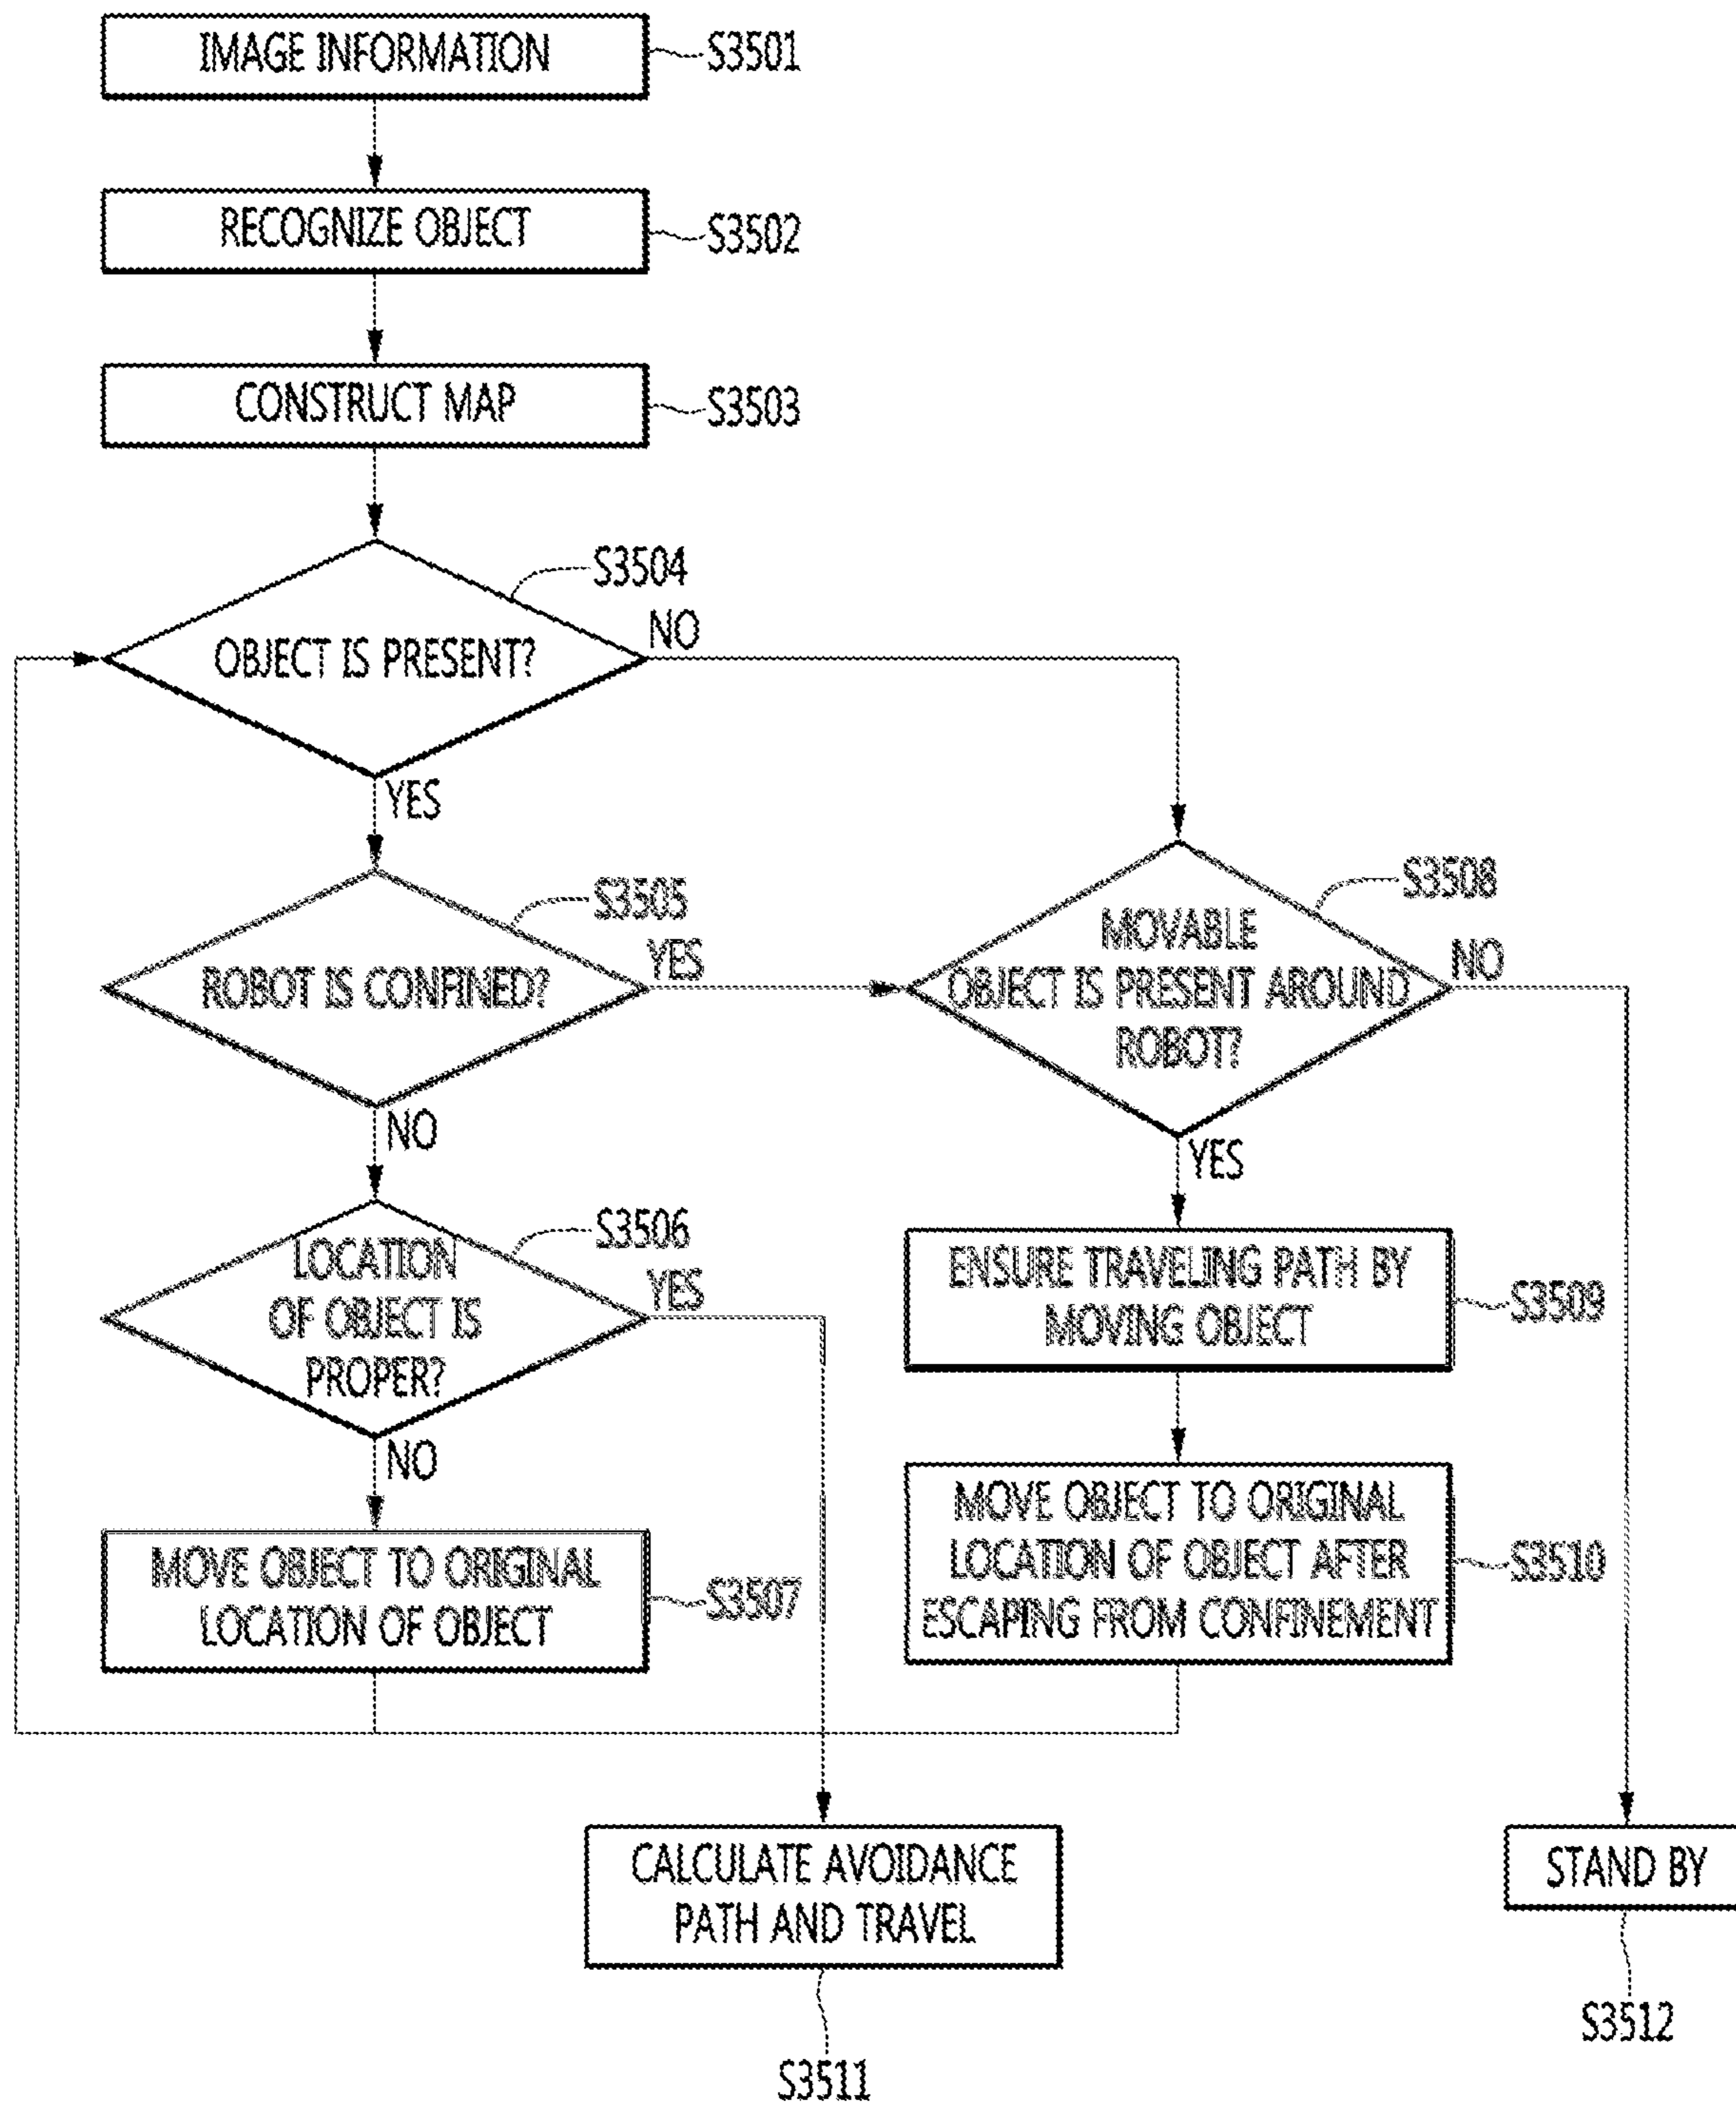 IMAGE INFORMATION
S3501
RECOGNIZE OBJECT
S3502
CONSTRUCT MAP
S3503
S3504
OBJECT IS PRESENT?
NO
YES
S3505
ROBOT IS CONFINED?
YES
NO
S3508
MOVABLE
OBJECT IS PRESENT AROUND
ROBOT?
NO
YES
S3506
LOCATION
OF OBJECT IS
PROPER?
YES
NO
ENSURE TRAVELING PATH BY
MOVING OBJECT
S3509
MOVE OBJECT TO ORIGINAL
LOCATION OF OBJECT
S3507
MOVE OBJECT TO ORIGINAL
LOCATION OF OBJECT AFTER
ESCAPING FROM CONFINEMENT
S3510
CALCULATE AVOIDANCE
PATH AND TRAVEL
S3511
STAND BY
S3512